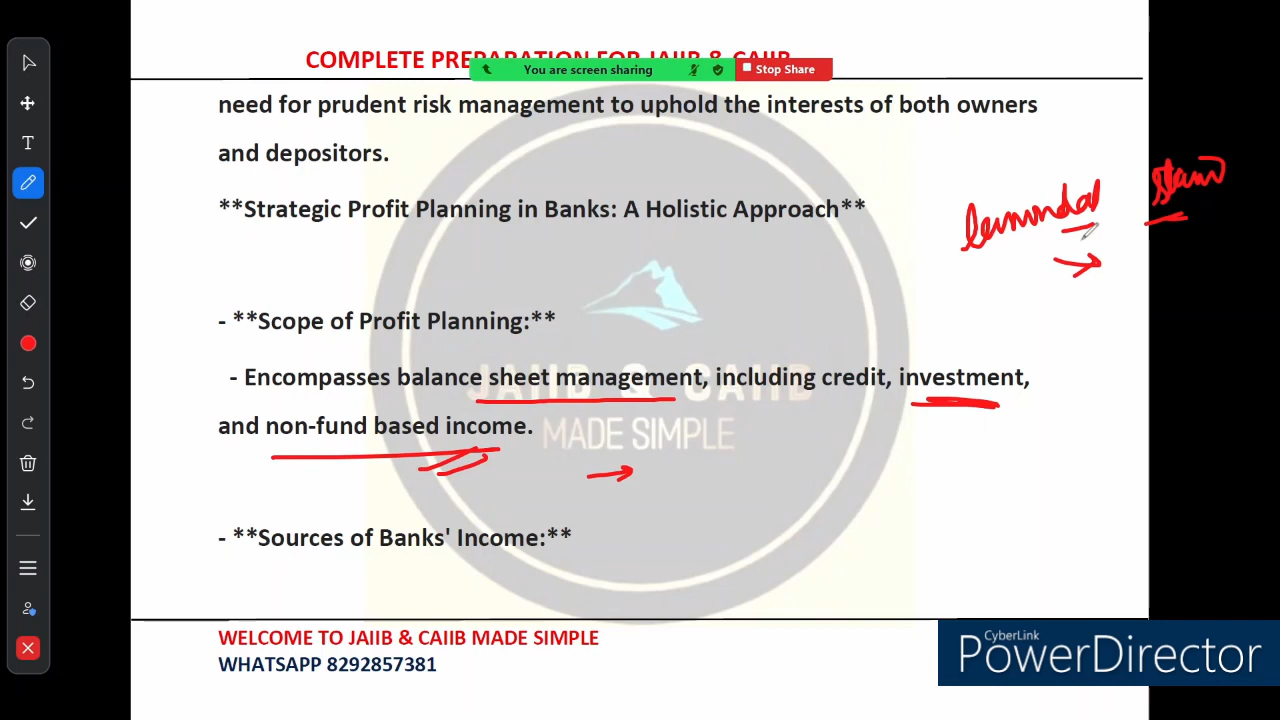 COMPLETE PREPARATION FOR JAIIB & CAIIB
You are screen sharing
Stop Share
need for prudent risk management to uphold the interests of both owners
and depositors.
**Strategic Profit Planning in Banks: A Holistic Approach**
- **Scope of Profit Planning:**
- Encompasses balance sheet management, including credit, investment,
and non-fund based income.
- **Sources of Banks' Income:**
JAIIB & CAIIB
MADE SIMPLE
WELCOME TO JAIIB & CAIIB MADE SIMPLE
WHATSAPP 8292857381
CyberLink
PowerDirector